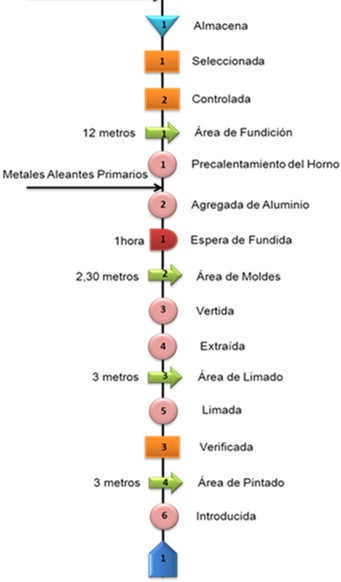 1 Almacena
1 Seleccionada
2 Controlada
12 metros 1 Área de Fundición
1 Precalentamiento del Horno
Metales Aleantes Primarios
2 Agregada de Aluminio
1hora 1 Espera de Fundida
2,30 metros 2 Área de Moldes
3 Vertida
4 Extraída
3 metros 3 Área de Limado
5 Limada
3 Verificada
3 metros 4 Área de Pintado
6 Introducida
1